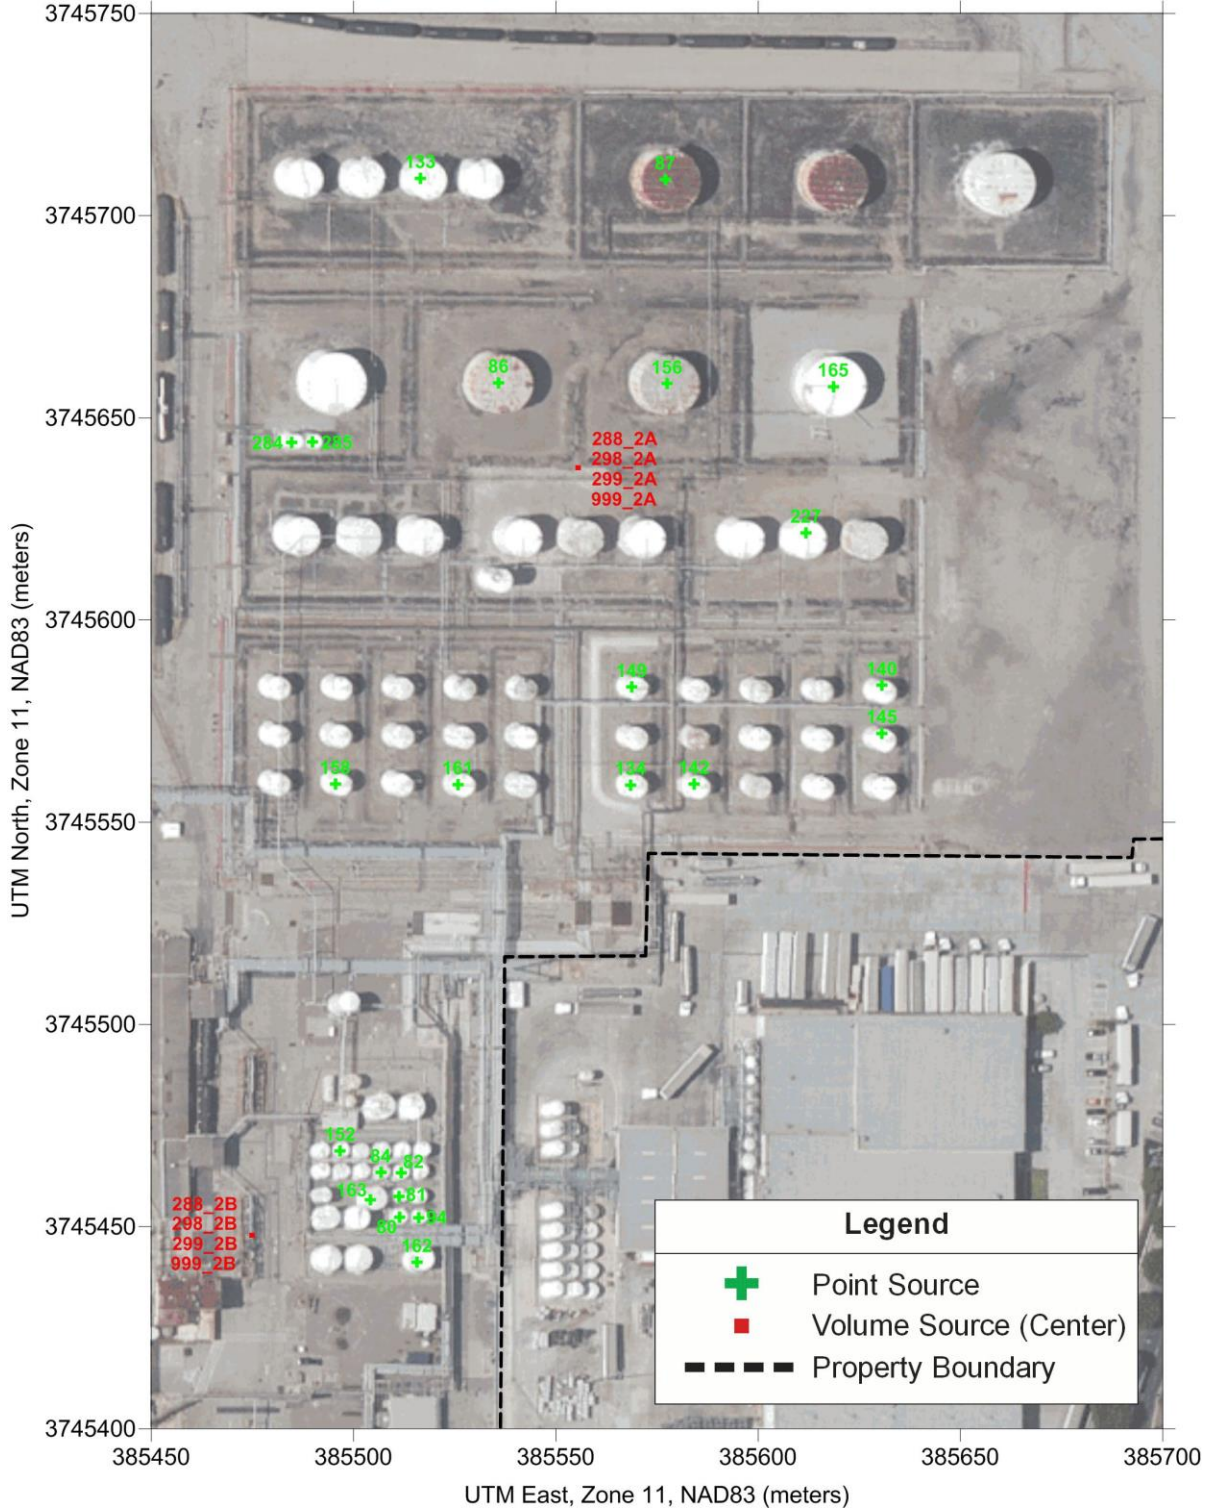 3745750
133
87
3745700
86
156
165
3745650
284
285
288_2A
298_2A
299_2A
999_2A
227
3745600
149
140
145
158
161
134
142
3745550
3745500
152
84
82
163
81
80
94
162
288_2B
298_2B
299_2B
999_2B
3745450
3745400
UTM North, Zone 11, NAD83 (meters)
Legend
Point Source
Volume Source (Center)
Property Boundary
385450
385500
385550
385600
385650
385700
UTM East, Zone 11, NAD83 (meters)